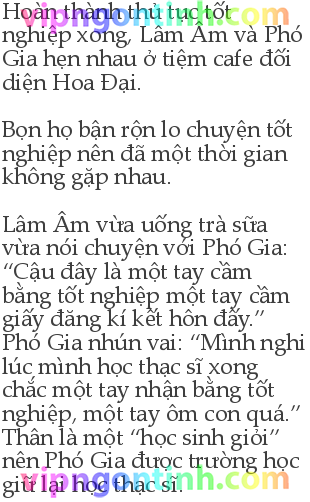 Hoàn thành thủ tục tốt
nghiệp xong, Lâm Âm và Phó
Gia hẹn nhau ở tiệm cafe đối
diện Hoa Đại.
Bọn họ bận rộn lo chuyện tốt
nghiệp nên đã một thời gian
không gặp nhau.
Lâm Âm vừa uống trà sữa
vừa nói chuyện với Phó Gia:
“Cậu đây là một tay cầm
bằng tốt nghiệp một tay cầm
giấy đăng kí kết hôn đấy.”
Phó Gia nhún vai: “Mình nghi
lúc mình học thạc sĩ xong
chắc một tay nhận bằng tốt
nghiệp, một tay ôm con quá.”
Thân là một “học sinh giỏi”
nên Phó Gia được trường học
giữ lại học thạc sĩ.
vipngontinh.com
vipngontinh.com